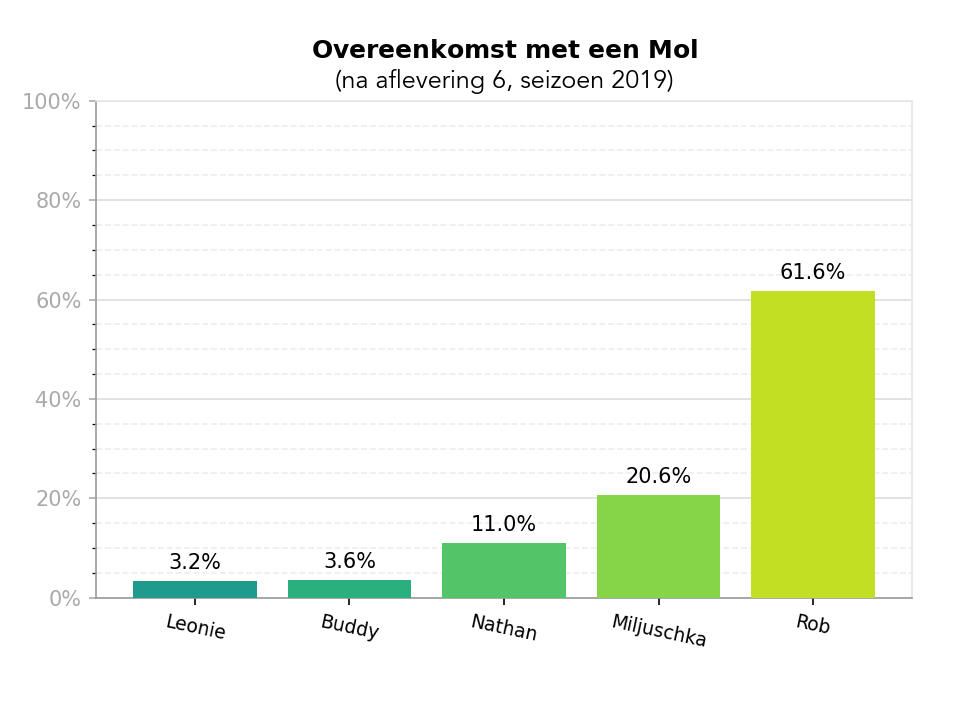 Overeenkomst met een Mol
(na aflevering 6, seizoen 2019)
100%
80%
60%
40%
20%
0%
3.2%
3.6%
11.0%
20.6%
61.6%
Leonie
Buddy
Nathan
Miljuschka
Rob